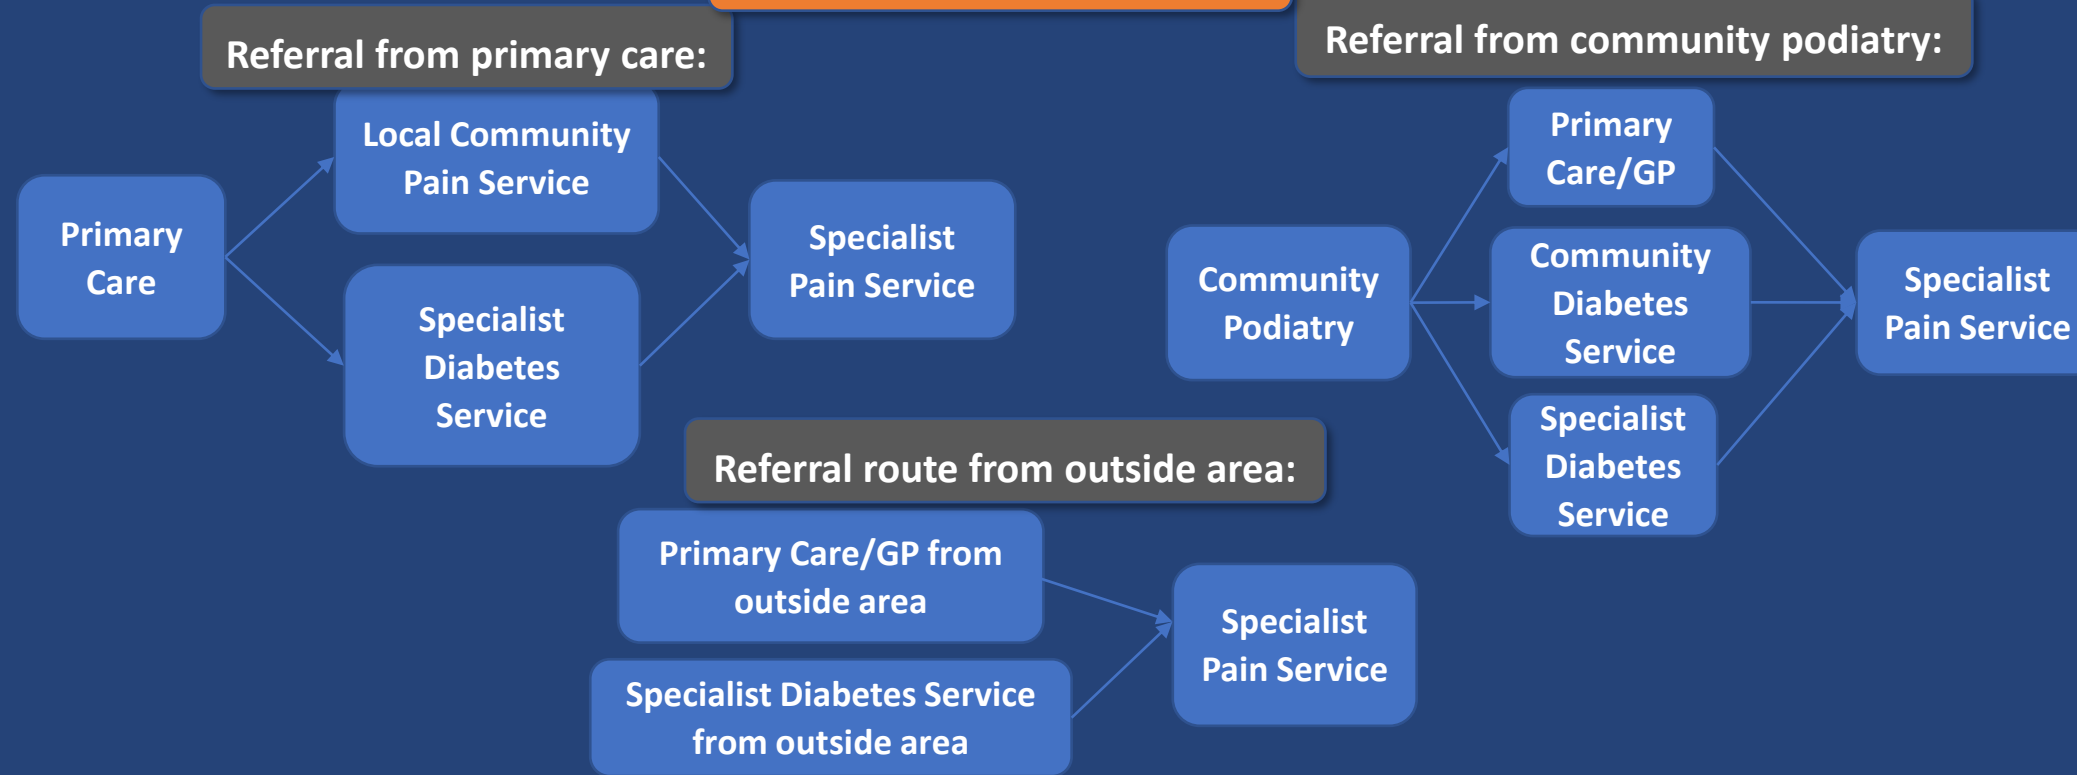 Referral from primary care:
Primary
Care
Local Community
Pain Service
Specialist
Diabetes
Service
Specialist
Pain Service
Referral from community podiatry:
Community
Podiatry
Primary
Care/GP
Community
Diabetes
Service
Specialist
Diabetes
Service
Specialist
Pain Service
Referral route from outside area:
Primary Care/GP from
outside area
Specialist Diabetes Service
from outside area
Specialist
Pain Service